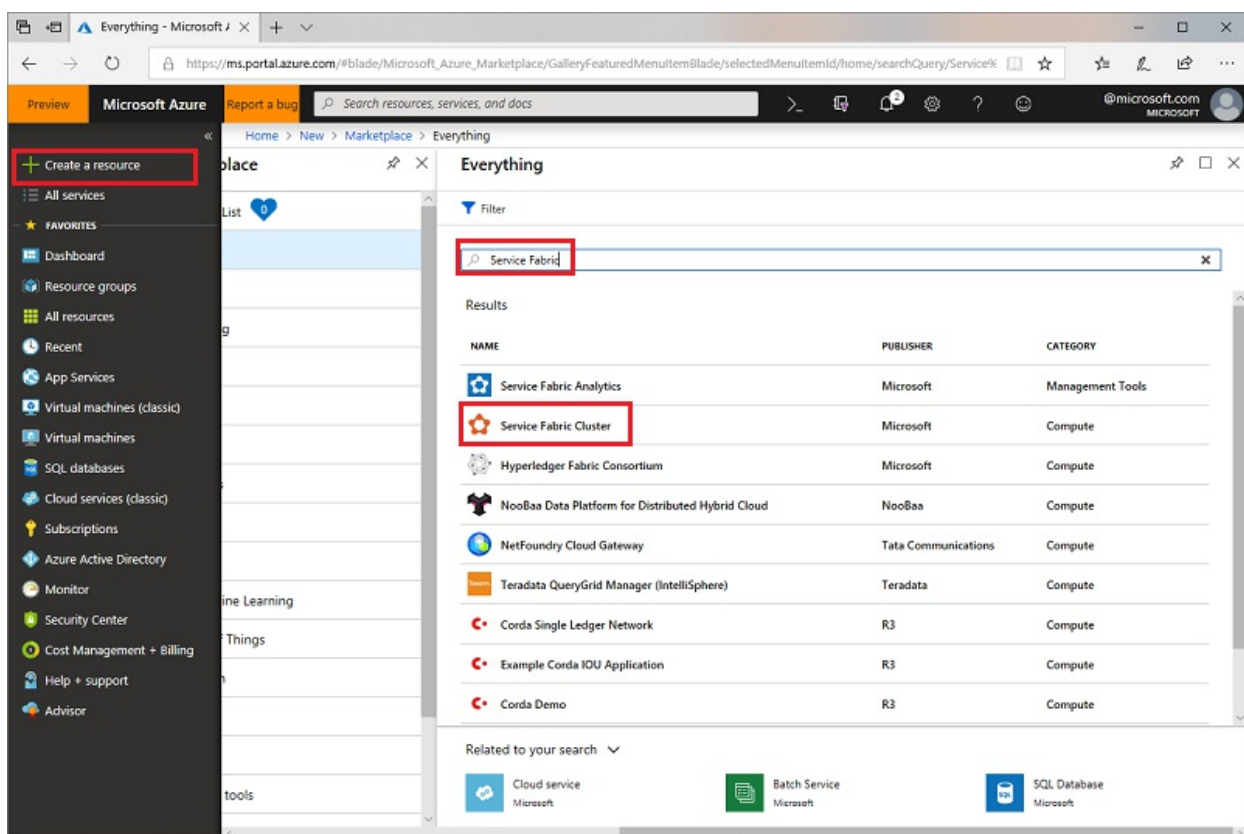 Everything - Microsoft A
https://ms.portal.azure.com/#blade/Microsoft_Azure_Marketplace/GalleryFeaturedMenuItemBlade/selectedMenuItemId/home/searchQuery/Service%
Preview
Microsoft Azure
Report a bug
Search resources, services, and docs
2
@microsoft.com
MICROSOFT
Create a resource
All services
FAVORITES
Dashboard
Resource groups
All resources
Recent
App Services
Virtual machines (classic)
Virtual machines
SQL databases
Cloud services (classic)
Subscriptions
Azure Active Directory
Monitor
Security Center
Cost Management + Billing
Help + support
Advisor
Home > New > Marketplace > Everything
place
List 0
g
s
ine Learning
f Things
n
tools
Everything
Filter
Service Fabric
Results
NAME PUBLISHER CATEGORY
Service Fabric Analytics Microsoft Management Tools
Service Fabric Cluster Microsoft Compute
Hyperledger Fabric Consortium Microsoft Compute
NooBaa Data Platform for Distributed Hybrid Cloud NooBaa Compute
NetFoundry Cloud Gateway Tata Communications Compute
Teradata QueryGrid Manager (IntelliSphere) Teradata Compute
Corda Single Ledger Network R3 Compute
Example Corda IOU Application R3 Compute
Corda Demo R3 Compute
Related to your search
Cloud service
Microsoft
Batch Service
Microsoft
SQL
SQL Database
Microsoft